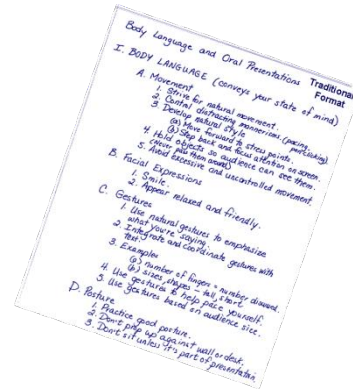 Body Language and Oral Presentations
Traditional
Format
I. BODY LANGUAGE (conveys your state of mind)
A. Movement
1. Strive for natural movement.
2. Control distracting mannerisms (pacing,
pen clicking)
3. Develop natural style
(a) Move forward to stress points.
(b) Step back and focus attention on screen.
4. Hold objects so audience can see them.
(Move them around)
5. Avoid excessive and uncontrolled movement.
B. Facial Expressions
1. Smile.
2. Appear relaxed and friendly.
C. Gestures
1. Use natural gestures to emphasize
what you're saying.
2. Integrate and coordinate gestures with
text.
3. Examples
(a) number of fingers = number discussed.
(b) sizes, shapes - tall, short
4. Use gestures to help pace yourself.
5. Use gestures based on audience size.
D. Posture
1. Practice good posture.
2. Don't prop up against wall or desk.
3. Don't sit unless it's part of presentation.